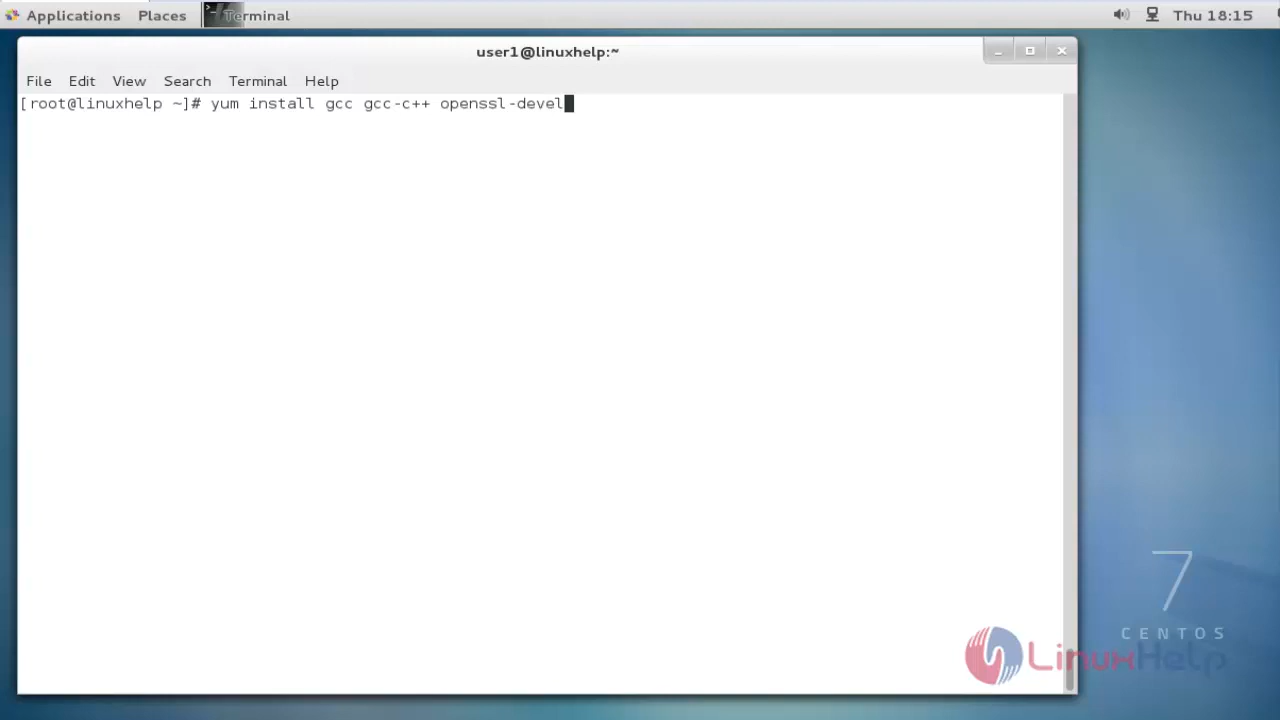 Applications Places Terminal Thu 18:15
user1@linuxhelp:~
File Edit View Search Terminal Help
[root@linuxhelp ~]# yum install gcc gcc-c++ openssl-devel
7
CENTOS
LinuxHelp